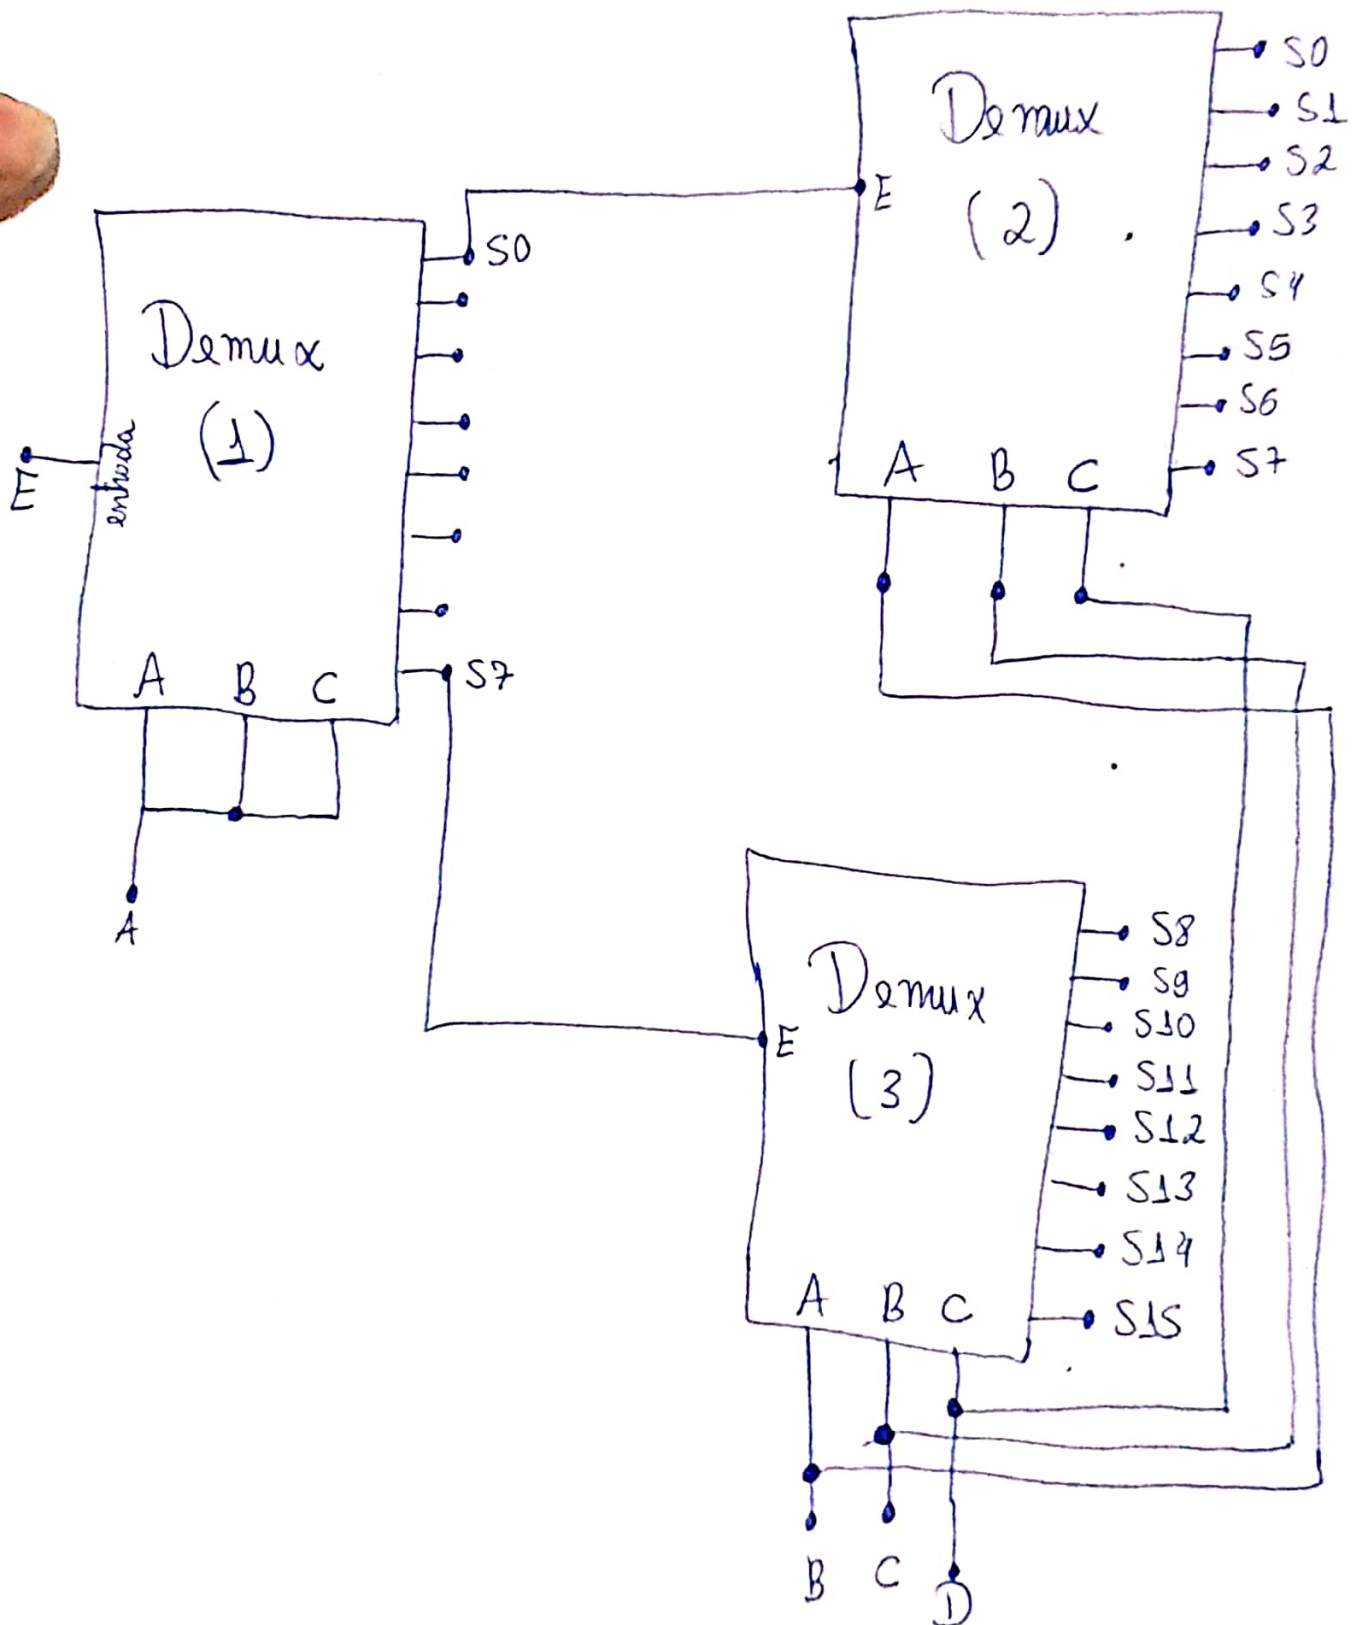 Demux
(1)
E
entrada
S0
S7
A B C
A
Demux
(2)
E
S0
S1
S2
S3
S4
S5
S6
S7
A B C
Demux
(3)
E
S8
S9
S10
S11
S12
S13
S14
S15
A B C
B C D